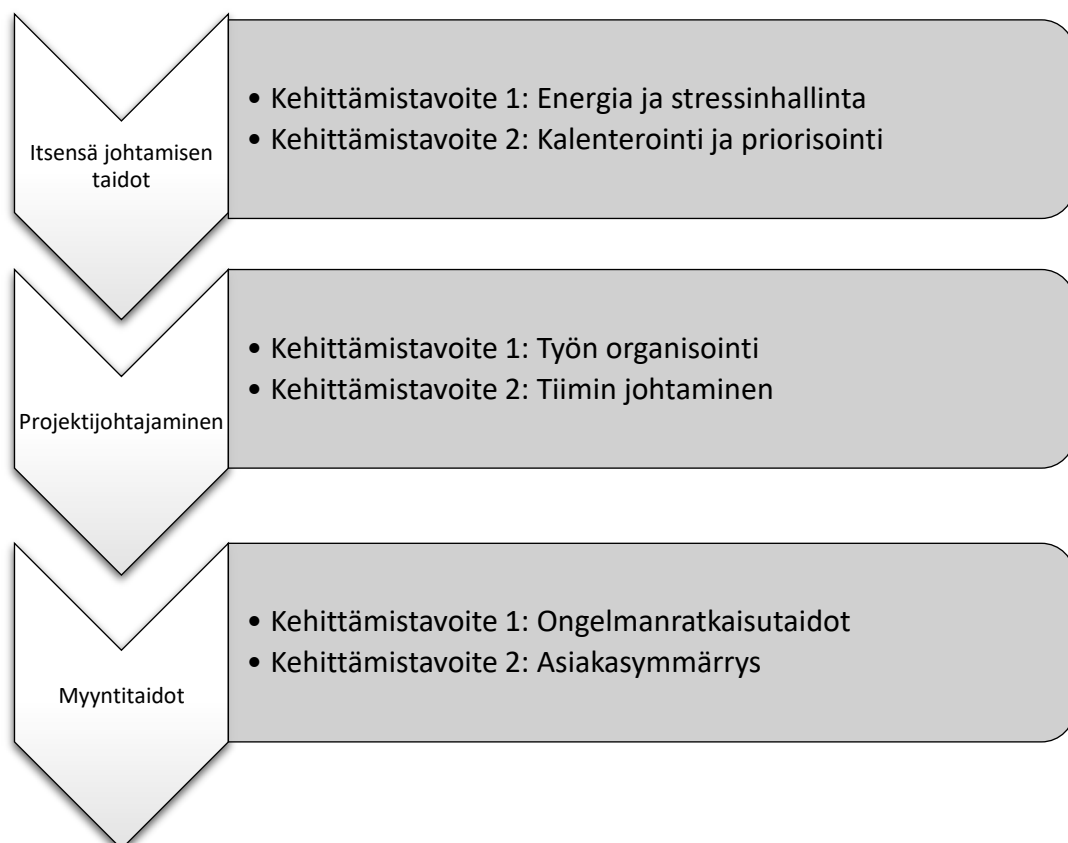 Itsensä johtamisen
taidot
• Kehittämistavoite 1: Energia ja stressinhallinta
• Kehittämistavoite 2: Kalenterointi ja priorisointi
Projektijohtajaminen
• Kehittämistavoite 1: Työn organisointi
• Kehittämistavoite 2: Tiimin johtaminen
Myyntitaidot
• Kehittämistavoite 1: Ongelmanratkaisutaidot
• Kehittämistavoite 2: Asiakasymmärrys